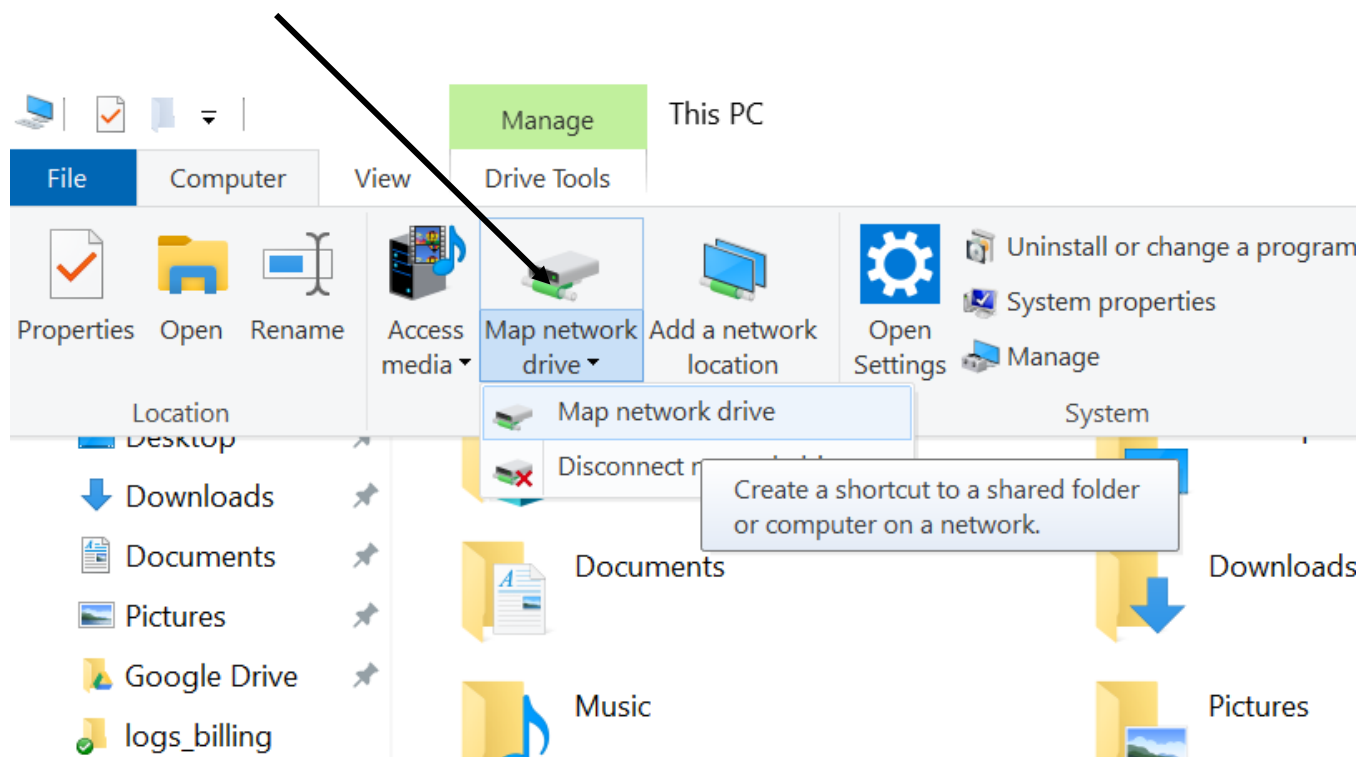 Manage This PC
File Computer View Drive Tools
Properties Open Rename
Access media
Map network drive
Add a network location
Open Settings
Uninstall or change a program
System properties
Manage
Location
System
Map network drive
Disconnect
Create a shortcut to a shared folder
or computer on a network.
Desktop
Downloads
Documents
Pictures
Google Drive
logs_billing
Documents
Downloads
Music
Pictures